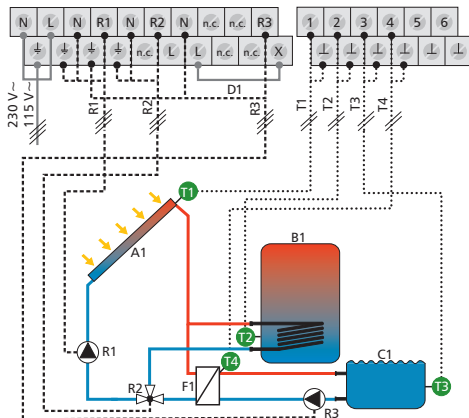 N L N R1 N R2 N n.c. n.c. R3
n.c. L L n.c. n.c. X
1 2 3 4 5 6
230 V~
115 V~
R1
R2
D1
R3
T1
T2
T3
T4
T1
A1
B1
T2
T4
C1
R1
R2
F1
R3
T3